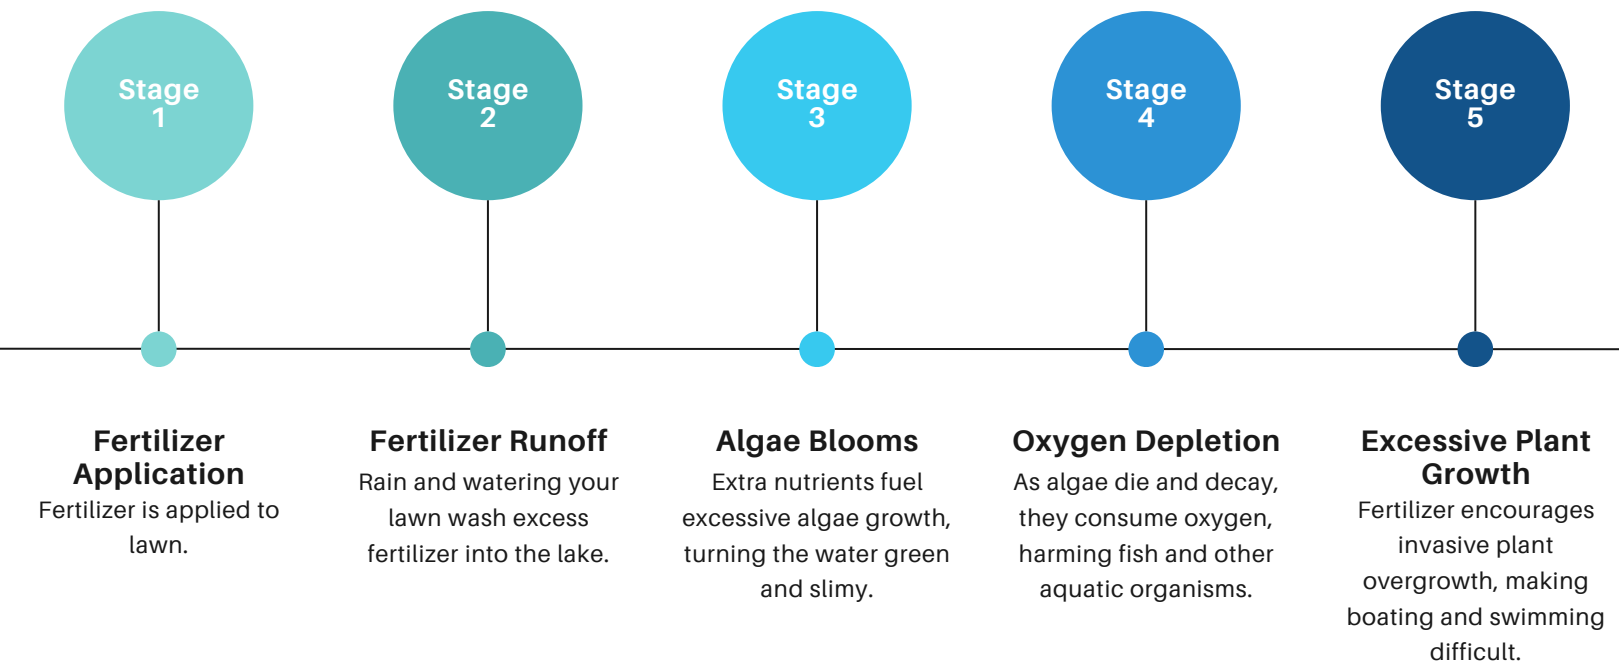 Stage
1
Stage
2
Stage
3
Stage
4
Stage
5
Fertilizer
Application
Fertilizer is applied to
lawn.
Fertilizer Runoff
Rain and watering your
lawn wash excess
fertilizer into the lake.
Algae Blooms
Extra nutrients fuel
excessive algae growth,
turning the water green
and slimy.
Oxygen Depletion
As algae die and decay,
they consume oxygen,
harming fish and other
aquatic organisms.
Excessive Plant
Growth
Fertilizer encourages
invasive plant
overgrowth, making
boating and swimming
difficult.